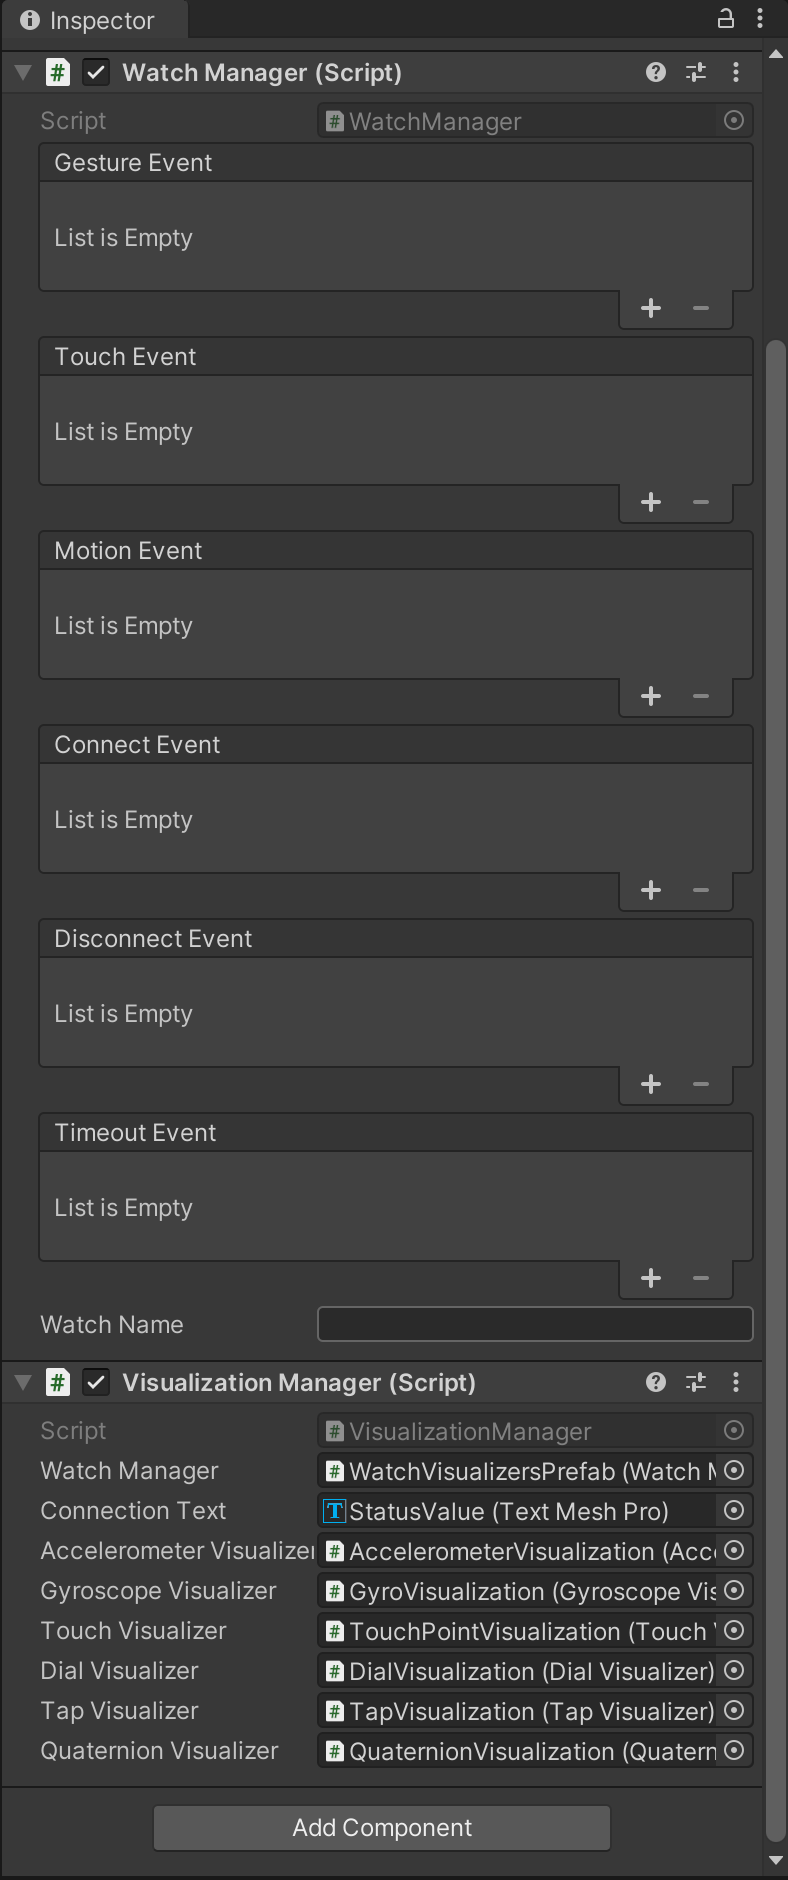 Inspector
Watch Manager (Script)
Script # WatchManager
Gesture Event
List is Empty
Touch Event
List is Empty
Motion Event
List is Empty
Connect Event
List is Empty
Disconnect Event
List is Empty
Timeout Event
List is Empty
Watch Name
# Visualization Manager (Script)
Script # VisualizationManager
Watch Manager # WatchVisualizersPrefab (Watch M
Connection Text T StatusValue (Text Mesh Pro)
Accelerometer Visualizer # AccelerometerVisualization (Acc
Gyroscope Visualizer # GyroVisualization (Gyroscope Vis
Touch Visualizer # TouchPointVisualization (Touch V
Dial Visualizer # DialVisualization (Dial Visualizer)
Tap Visualizer # TapVisualization (Tap Visualizer)
Quaternion Visualizer # QuaternionVisualization (Quatern
Add Component